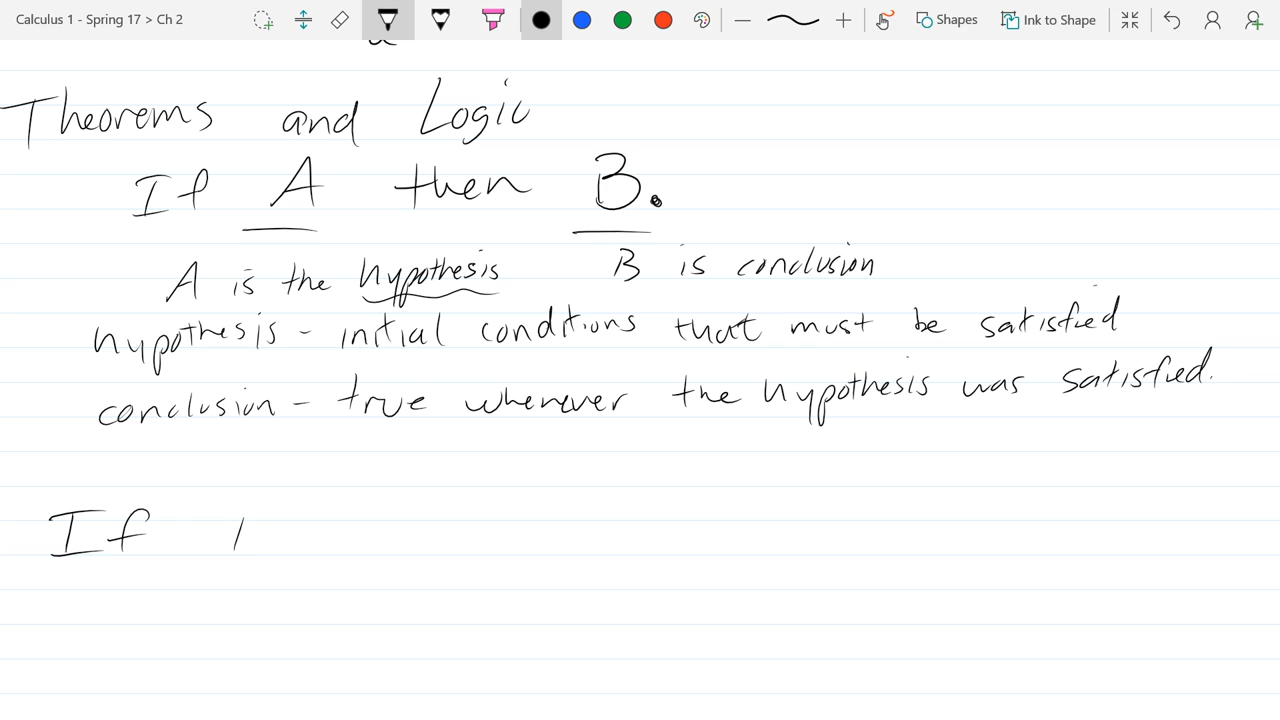 Calculus 1 - Spring 17 > Ch 2 Shapes Ink to Shape
Theorems and Logic
If A then B.
A is the hypothesis B is conclusion
hypothesis - initial conditions that must be satisfied
conclusion - true whenever the hypothesis was satisfied.
If